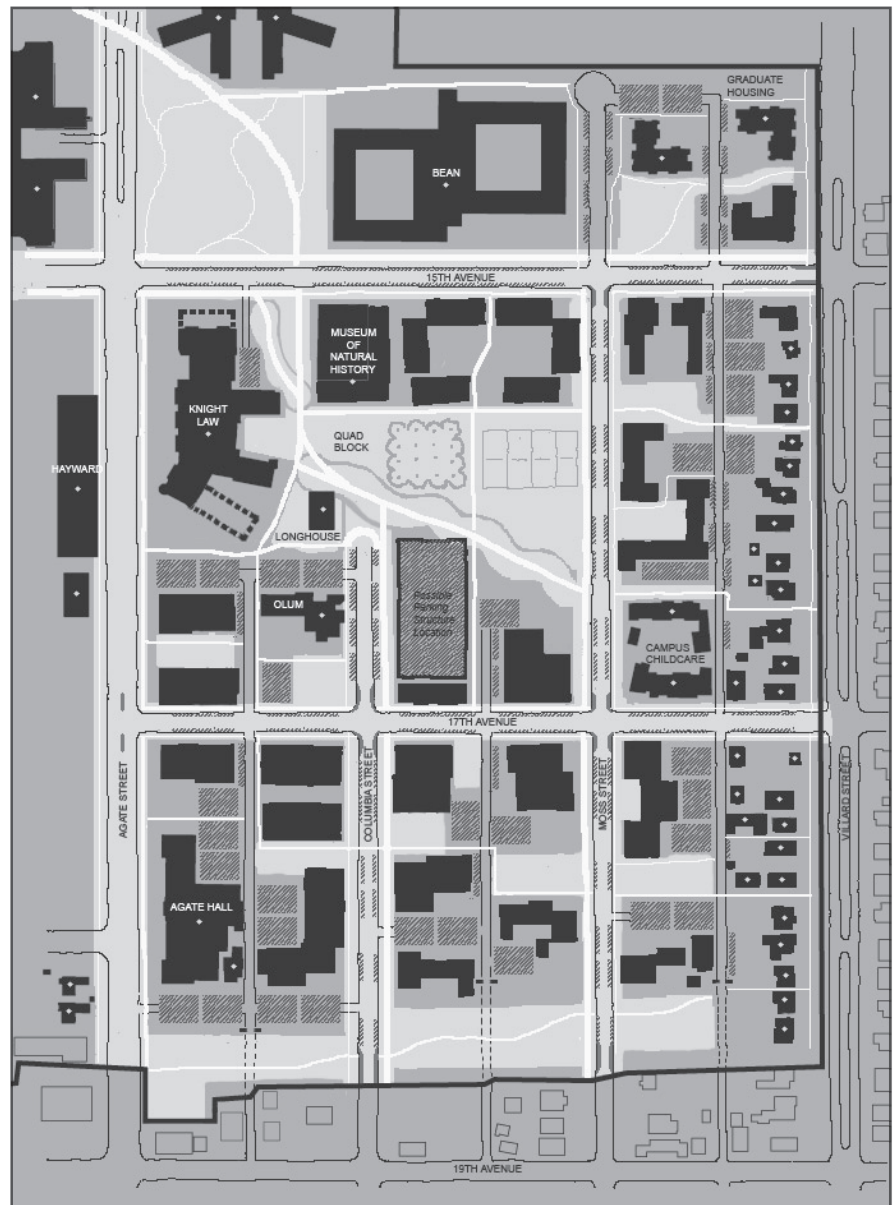 GRADUATE
HOUSING
BEAN
15TH AVENUE
MUSEUM
OF
NATURAL
HISTORY
KNIGHT
LAW
QUAD
BLOCK
HAYWARD
LONGHOUSE
OLUM
Possible
Parking
Structure
Location
CAMPUS
CHILDCARE
17TH AVENUE
AGATE STREET
COLUMBIA STREET
MOSS STREET
VILLARD STREET
AGATE HALL
19TH AVENUE